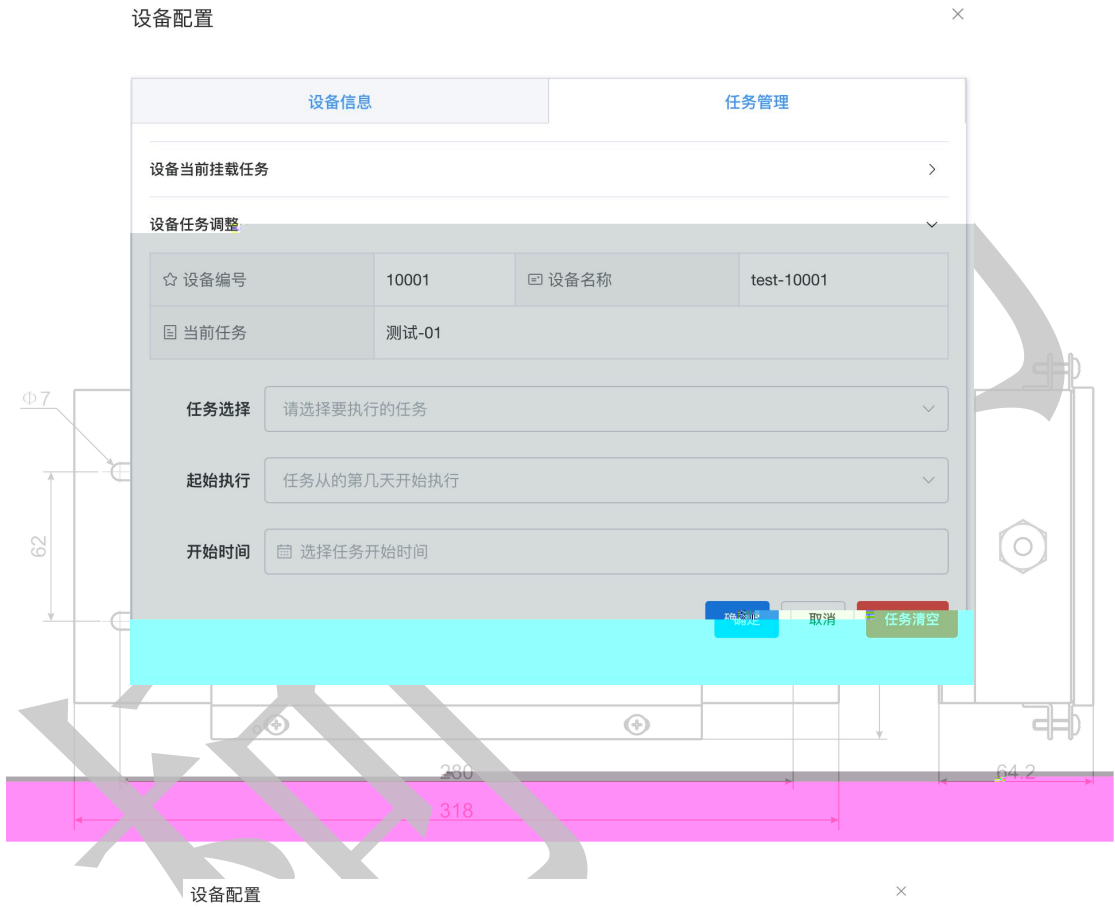 设备配置
设备信息 任务管理
设备当前挂载任务
设备任务调整
设备编号 10001 设备名称 test-10001
当前任务 测试-01
Φ7
任务选择 请选择要执行的任务
起始执行 任务从的第几天开始执行
62
开始时间 选择任务开始时间
确定 取消 任务清空
280 64.2
318
设备配置